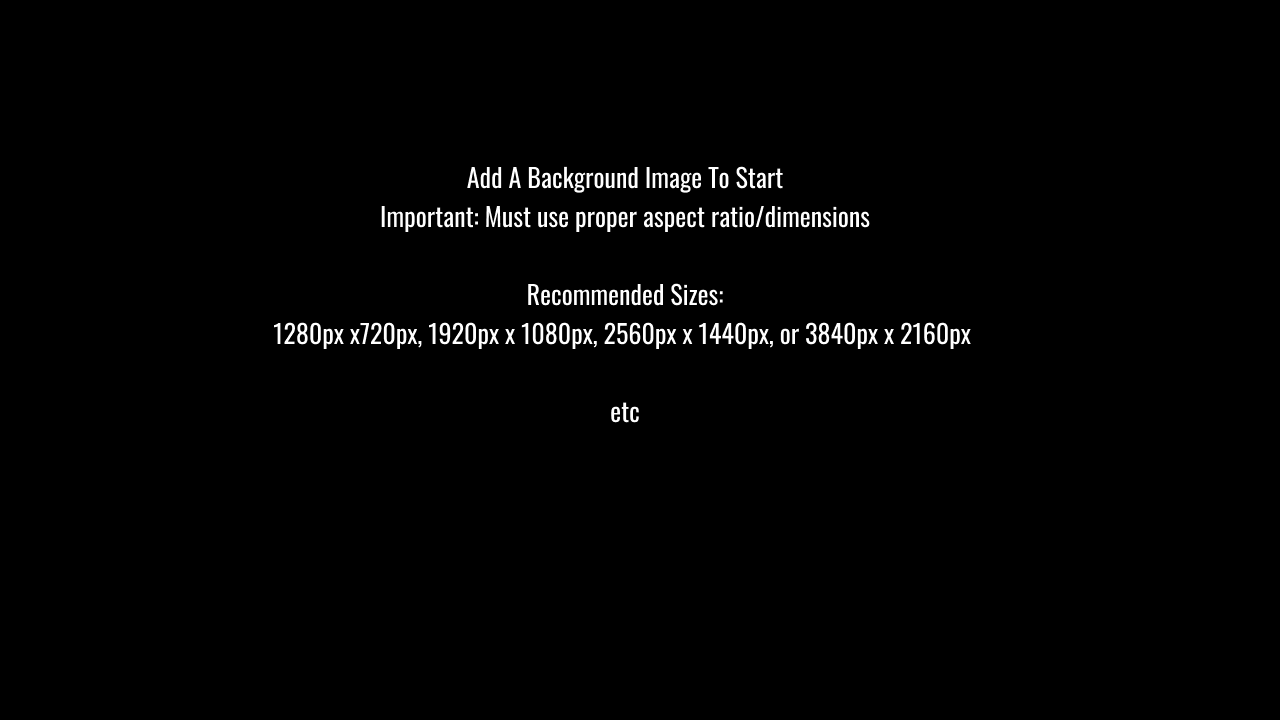 Add A Background Image To Start
Important: Must use proper aspect ratio/dimensions
Recommended Sizes:
1280px x720px, 1920px x 1080px, 2560px x 1440px, or 3840px x 2160px
etc